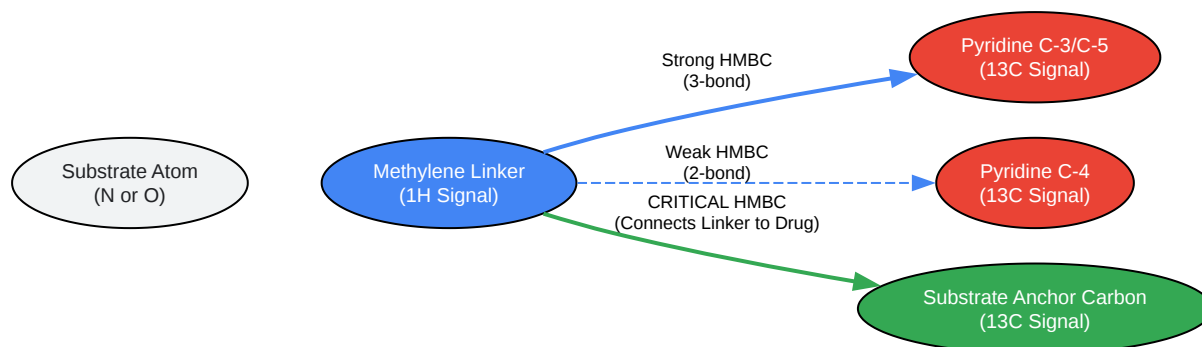 Substrate Atom
(N or O)
Methylene Linker
(1H Signal)
Strong HMBC
(3-bond)
Pyridine C-3/C-5
(13C Signal)
Weak HMBC
(2-bond)
Pyridine C-4
(13C Signal)
CRITICAL HMBC
(Connects Linker to Drug)
Substrate Anchor Carbon
(13C Signal)